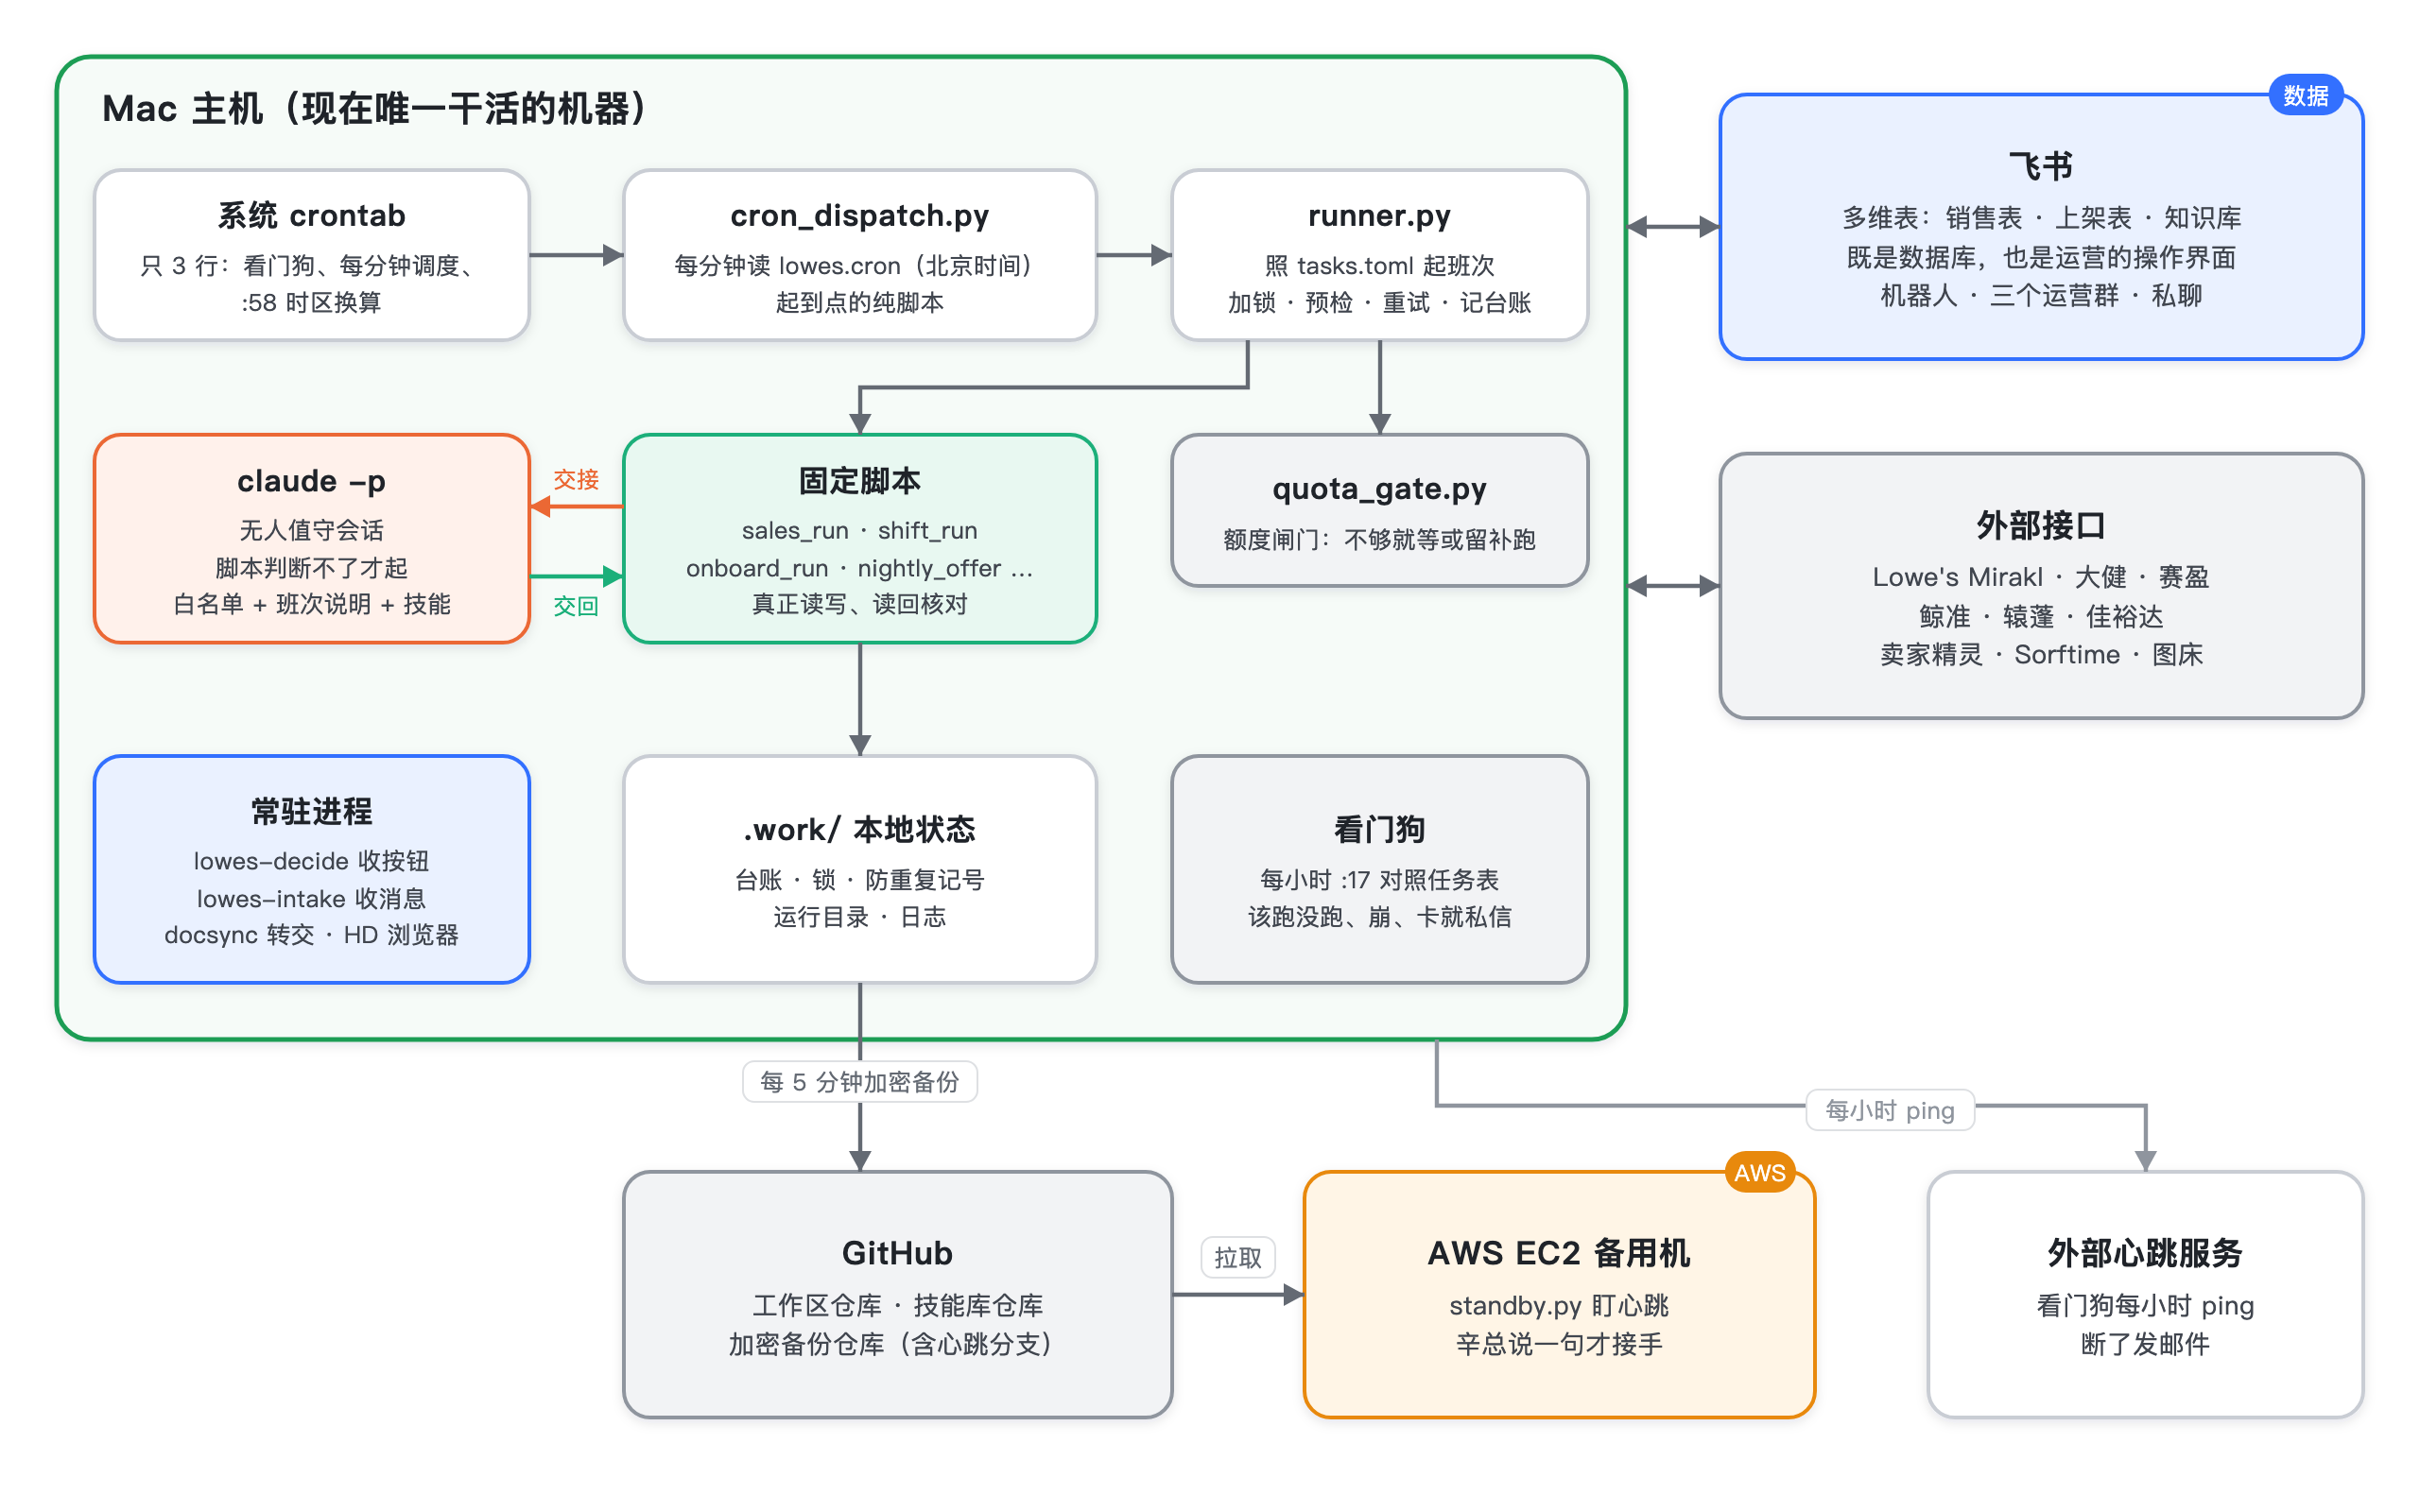 Mac 主机（现在唯一干活的机器）
系统 crontab
只 3 行：看门狗、每分钟调度、
:58 时区换算
cron_dispatch.py
每分钟读 lowes.cron（北京时间）
起到点的纯脚本
runner.py
照 tasks.toml 起班次
加锁 · 预检 · 重试 · 记台账
数据
飞书
多维表：销售表 · 上架表 · 知识库
既是数据库，也是运营的操作界面
机器人 · 三个运营群 · 私聊
claude -p
无人值守会话
脚本判断不了才起
白名单 + 班次说明 + 技能
交接
交回
固定脚本
sales_run · shift_run
onboard_run · nightly_offer ...
真正读写、读回核对
quota_gate.py
额度闸门：不够就等或留补跑
外部接口
Lowe's Mirakl · 大健 · 赛盈
鲸准 · 辕蓬 · 佳裕达
卖家精灵 · Sorftime · 图床
常驻进程
lowes-decide 收按钮
lowes-intake 收消息
docsync 转交 · HD 浏览器
.work/ 本地状态
台账 · 锁 · 防重复记号
运行目录 · 日志
看门狗
每小时 :17 对照任务表
该跑没跑、崩、卡就私信
每 5 分钟加密备份
每小时 ping
GitHub
工作区仓库 · 技能库仓库
加密备份仓库（含心跳分支）
拉取
AWS
AWS EC2 备用机
standby.py 盯心跳
辛总说一句才接手
外部心跳服务
看门狗每小时 ping
断了发邮件